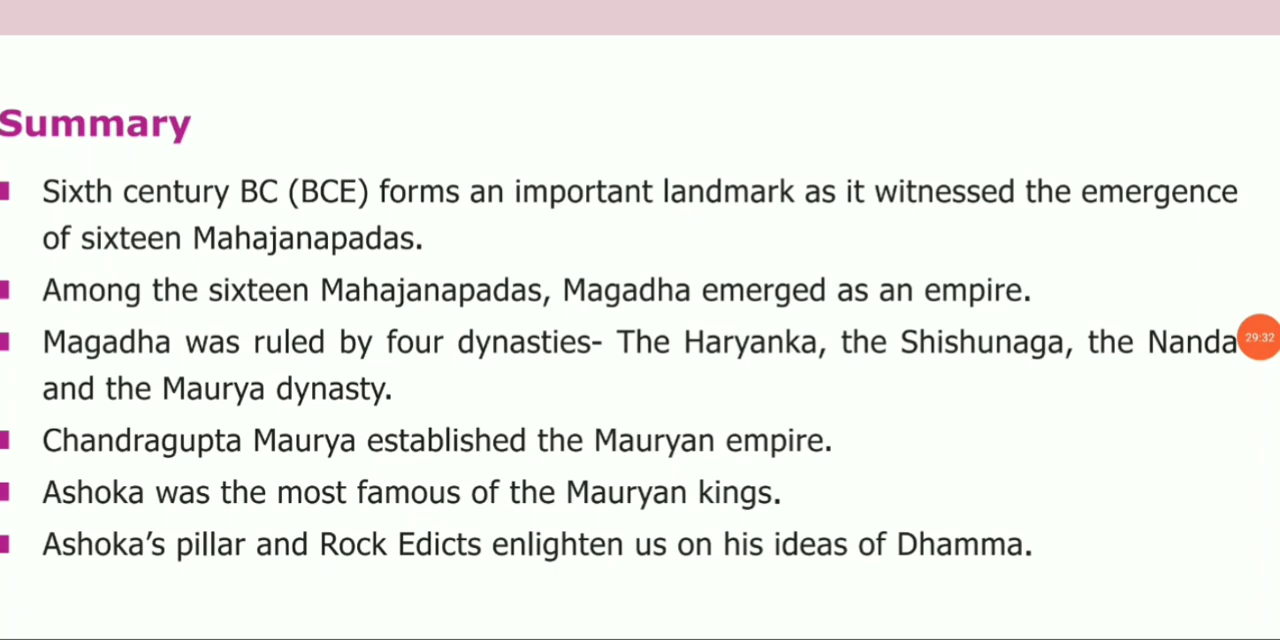 Summary
Sixth century BC (BCE) forms an important landmark as it witnessed the emergence
of sixteen Mahajanapadas.
Among the sixteen Mahajanapadas, Magadha emerged as an empire.
Magadha was ruled by four dynasties- The Haryanka, the Shishunaga, the Nanda
29:32
and the Maurya dynasty.
Chandragupta Maurya established the Mauryan empire.
Ashoka was the most famous of the Mauryan kings.
Ashoka’s pillar and Rock Edicts enlighten us on his ideas of Dhamma.